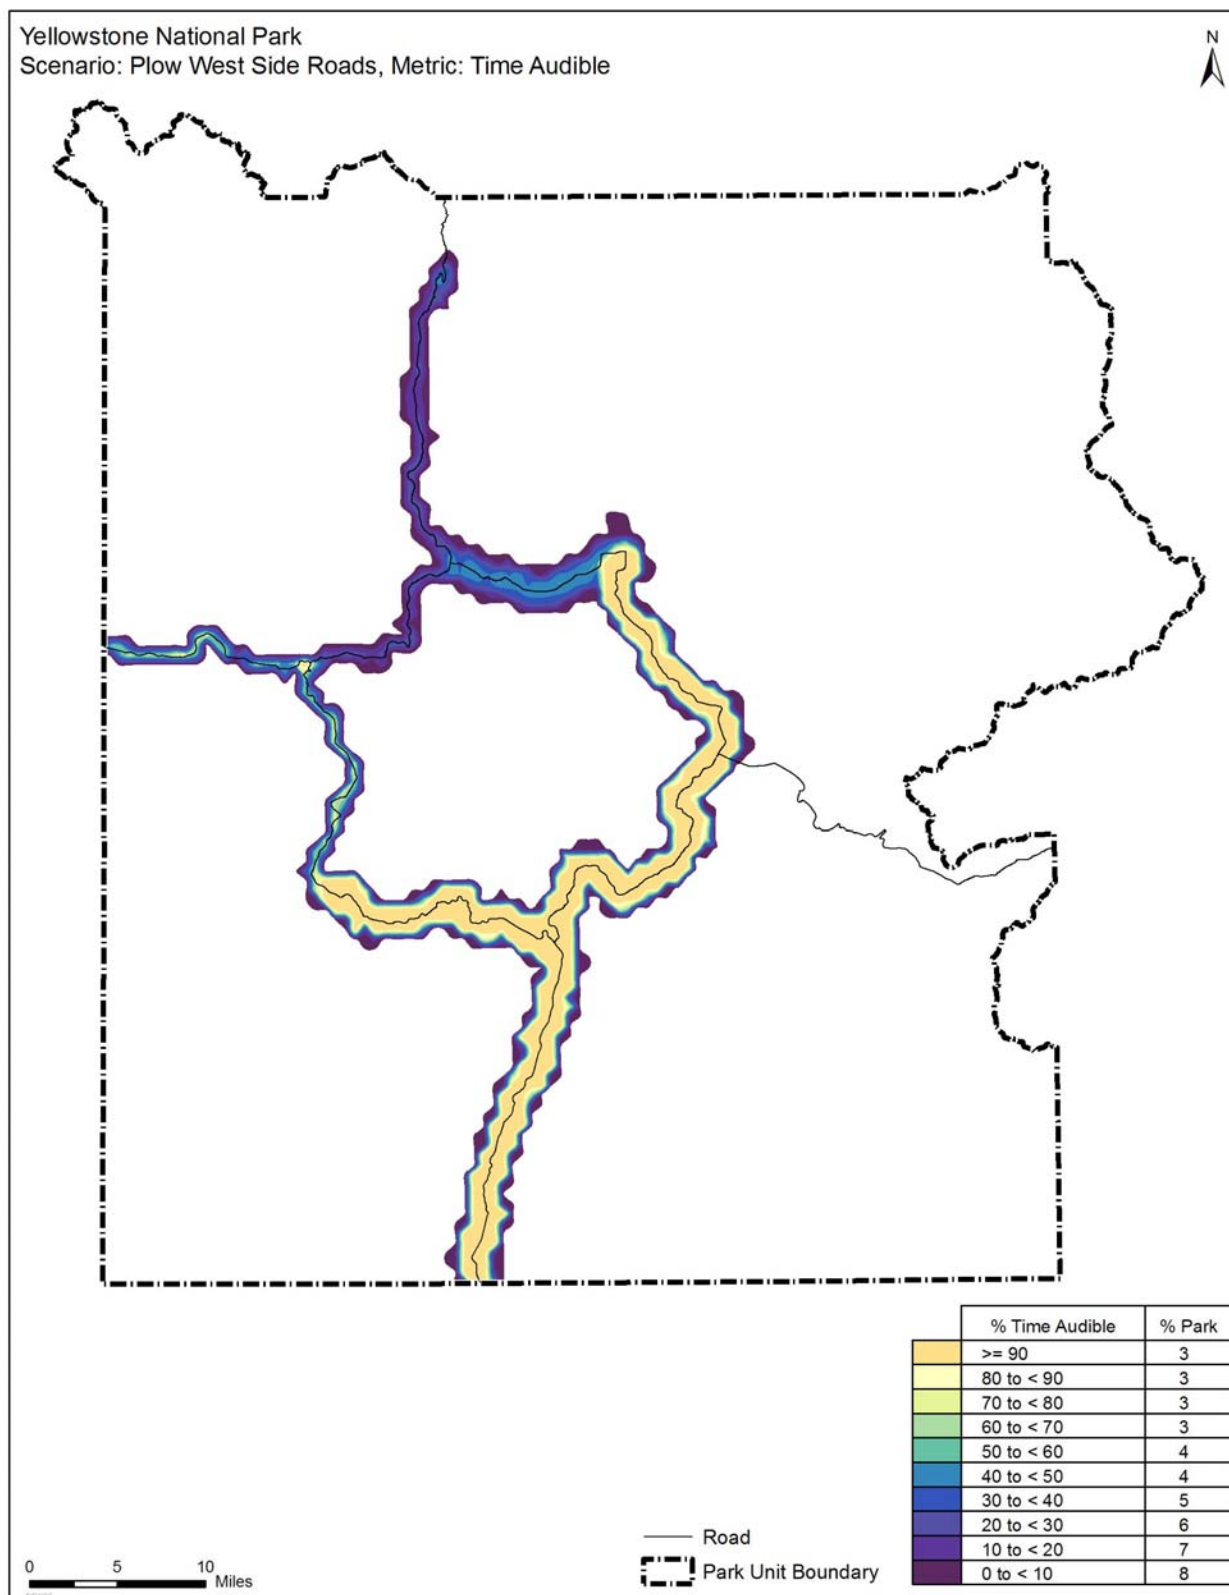 Yellowstone National Park
Scenario: Plow West Side Roads, Metric: Time Audible
N
% Time Audible % Park
>= 90 3
80 to < 90 3
70 to < 80 3
60 to < 70 3
50 to < 60 4
40 to < 50 4
30 to < 40 5
20 to < 30 6
10 to < 20 7
0 to < 10 8
Road
Park Unit Boundary
0 5 10
Miles